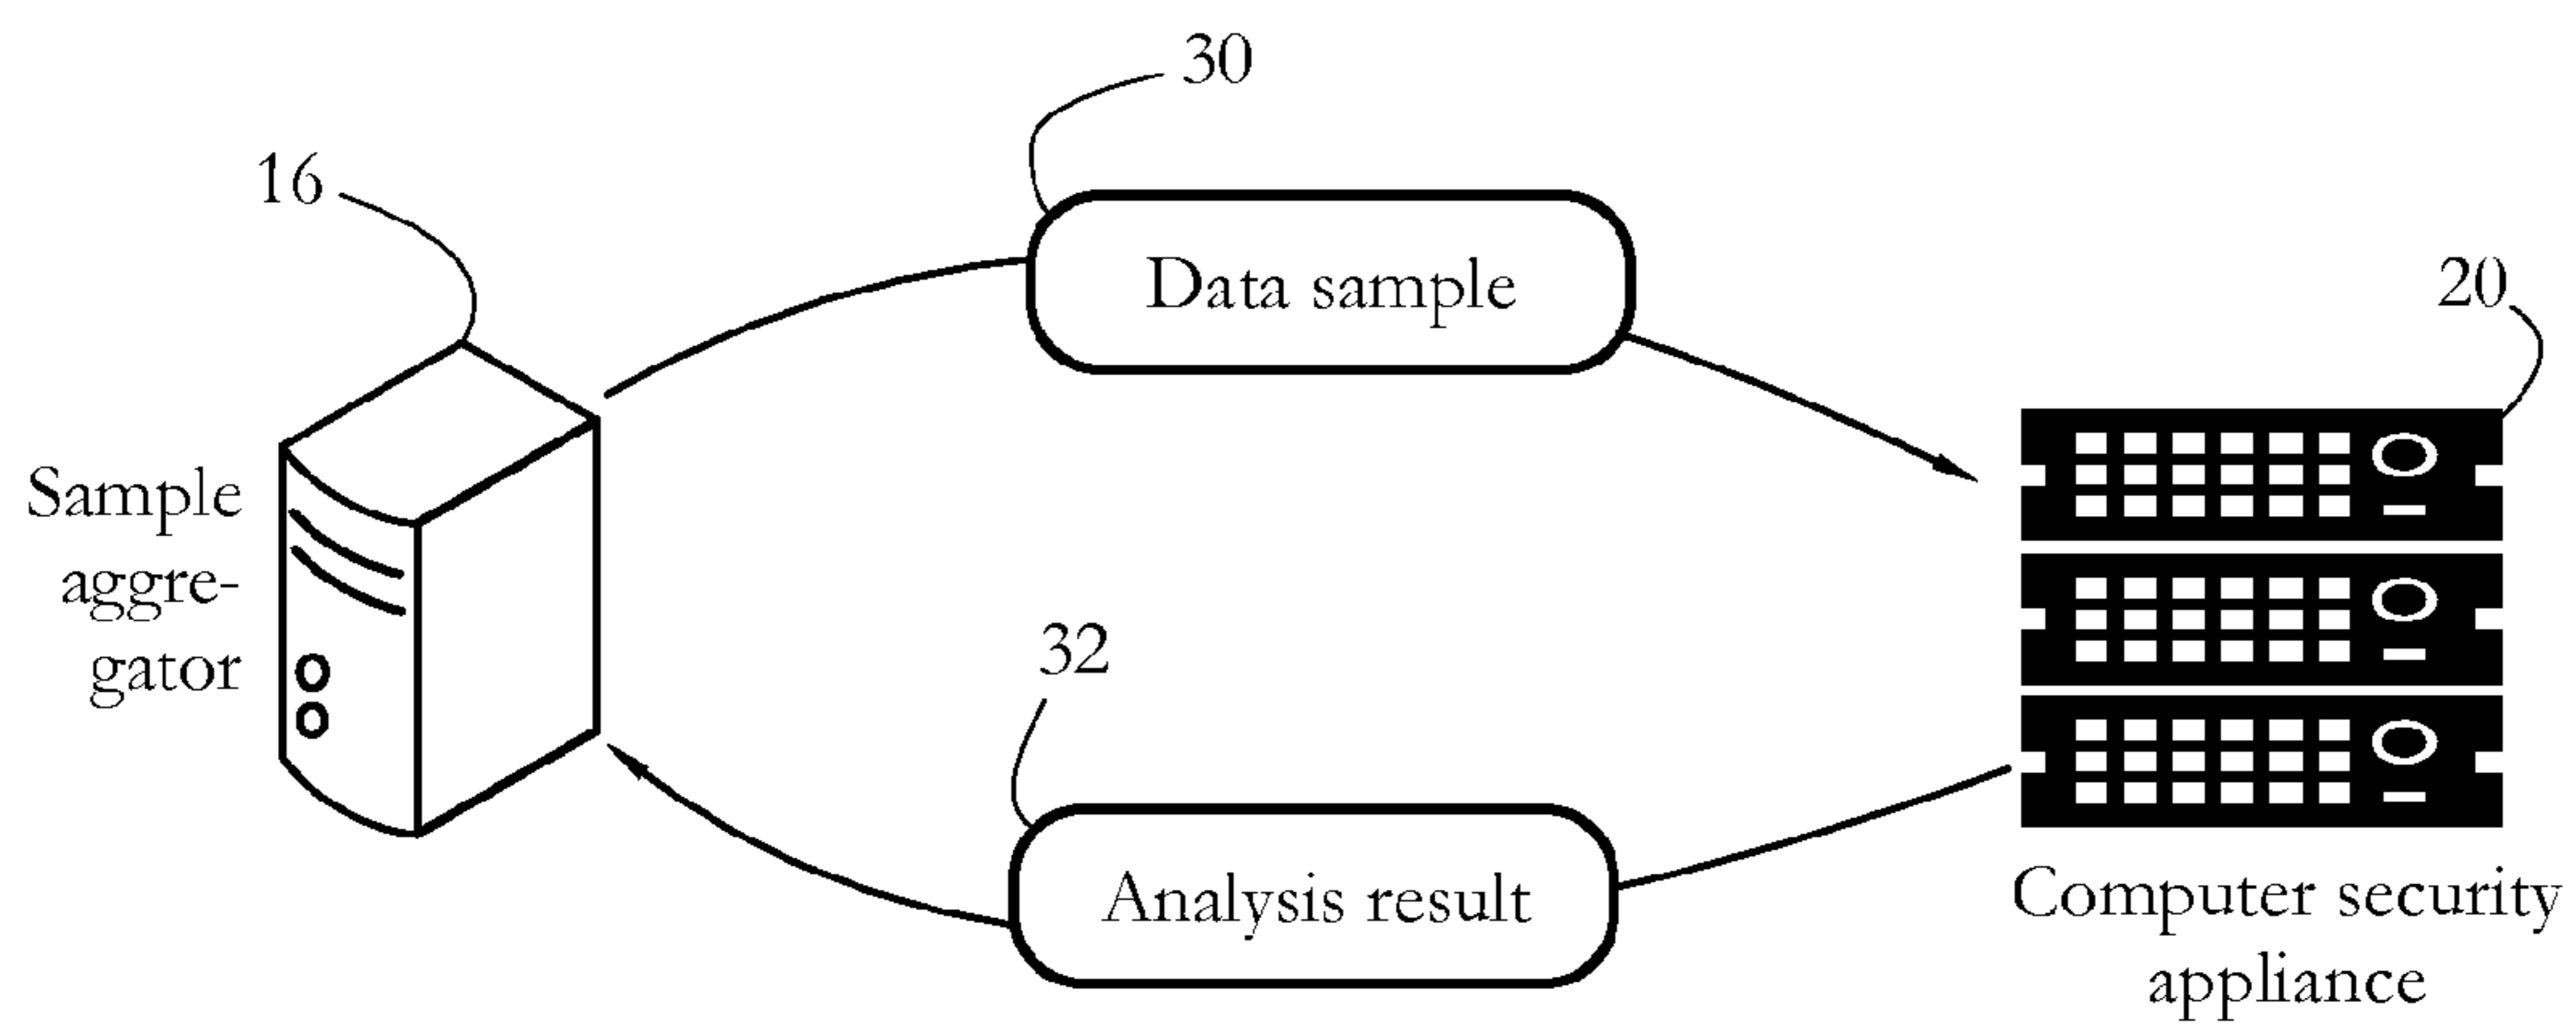 30
16
Data sample
20
Sample
aggre-
gator
32
Analysis result
Computer security
appliance